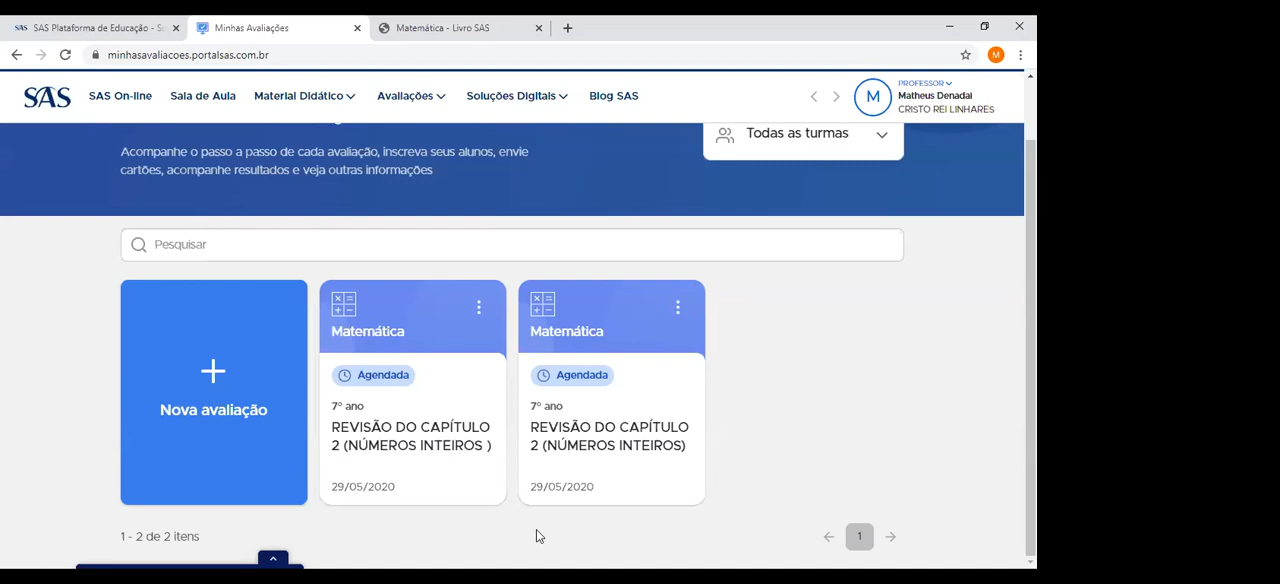 SAS SAS Plataforma de Educação - S
Minhas Avaliações
Matemática - Livro SAS
minhasavaliacoes.portalsas.com.br
M
SAS
SAS On-line
Sala de Aula
Material Didático
Avaliações
Soluções Digitais
Blog SAS
M
PROFESSOR
Matheus Denadai
CRISTO REI LINHARES
Acompanhe o passo a passo de cada avaliação, inscreva seus alunos, envie
cartões, acompanhe resultados e veja outras informações
Todas as turmas
Pesquisar
Nova avaliação
Matemática
Agendada
7º ano
REVISÃO DO CAPÍTULO
2 (NÚMEROS INTEIROS )
29/05/2020
Matemática
Agendada
7º ano
REVISÃO DO CAPÍTULO
2 (NÚMEROS INTEIROS)
29/05/2020
1 - 2 de 2 itens
1